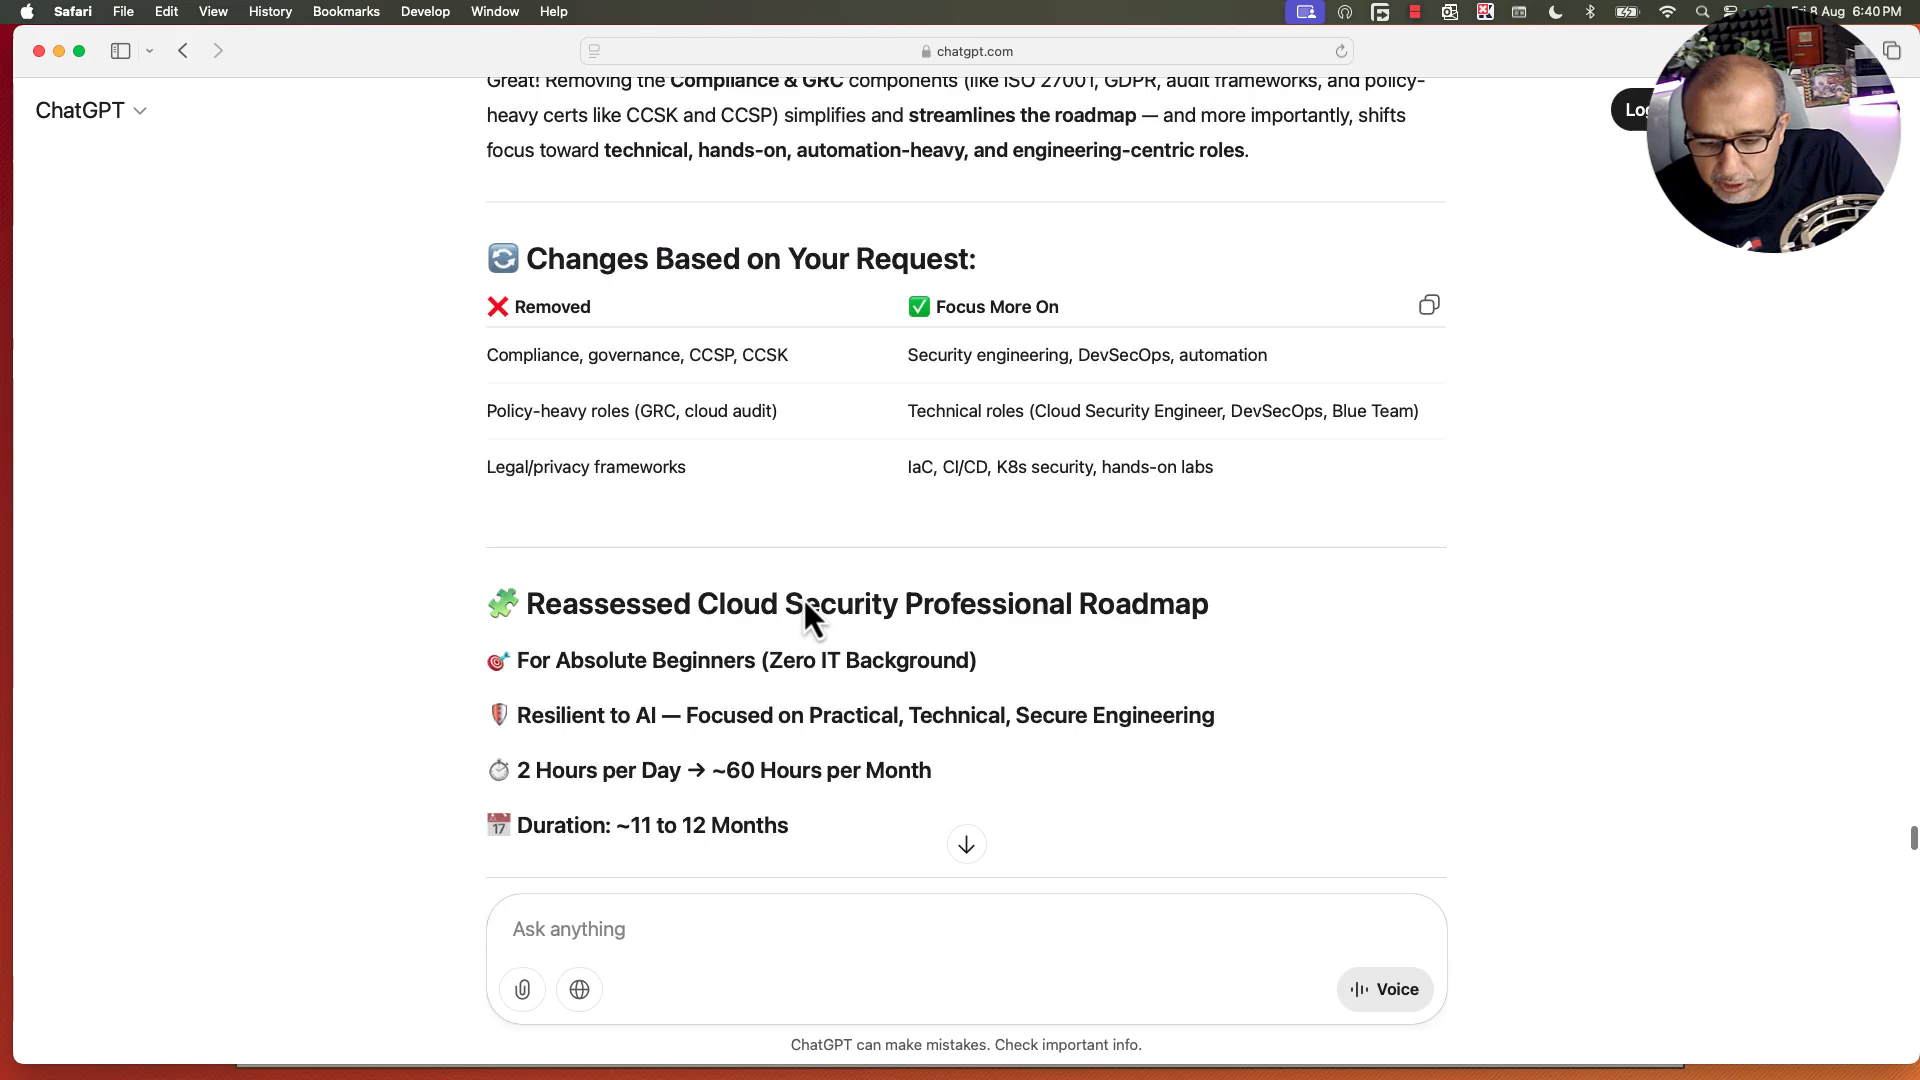 Safari File Edit View History Bookmarks Develop Window Help
8 Aug 6:40 PM
chatgpt.com
ChatGPT
Great! Removing the Compliance & GRC components (like ISO 27001, GDPR, audit frameworks, and policy-
heavy certs like CCSK and CCSP) simplifies and streamlines the roadmap — and more importantly, shifts
focus toward technical, hands-on, automation-heavy, and engineering-centric roles.
🔄 Changes Based on Your Request:
❌ Removed ✅ Focus More On
Compliance, governance, CCSP, CCSK Security engineering, DevSecOps, automation
Policy-heavy roles (GRC, cloud audit) Technical roles (Cloud Security Engineer, DevSecOps, Blue Team)
Legal/privacy frameworks IaC, CI/CD, K8s security, hands-on labs
🧩 Reassessed Cloud Security Professional Roadmap
🎯 For Absolute Beginners (Zero IT Background)
🛡️ Resilient to AI — Focused on Practical, Technical, Secure Engineering
⏱️ 2 Hours per Day → ~60 Hours per Month
📅 Duration: ~11 to 12 Months
Ask anything
Voice
ChatGPT can make mistakes. Check important info.